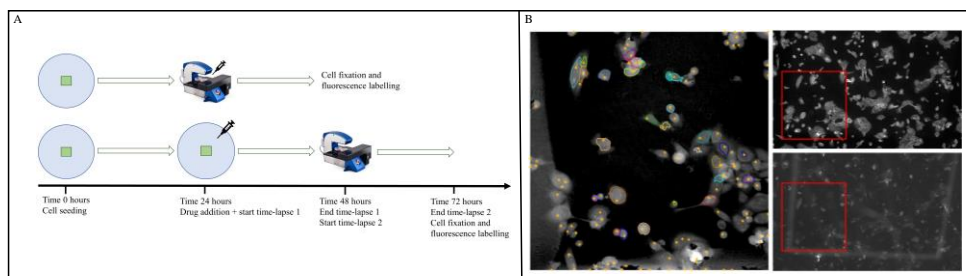 A
B
Cell fixation and
fluorescence labelling
Time 0 hours
Cell seeding
Time 24 hours
Drug addition + start time-lapse 1
Time 48 hours
End time-lapse 1
Start time-lapse 2
Time 72 hours
End time-lapse 2
Cell fixation and
fluorescence labelling